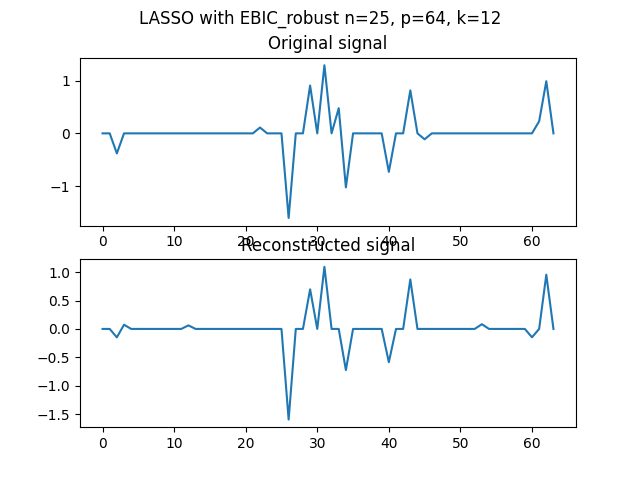 LASSO with EBIC_robust n=25, p=64, k=12
Original signal
1
0
−1
0 10 20 30 40 50 60
Reconstructed signal
1.0
0.5
0.0
−0.5
−1.0
−1.5
0 10 20 30 40 50 60